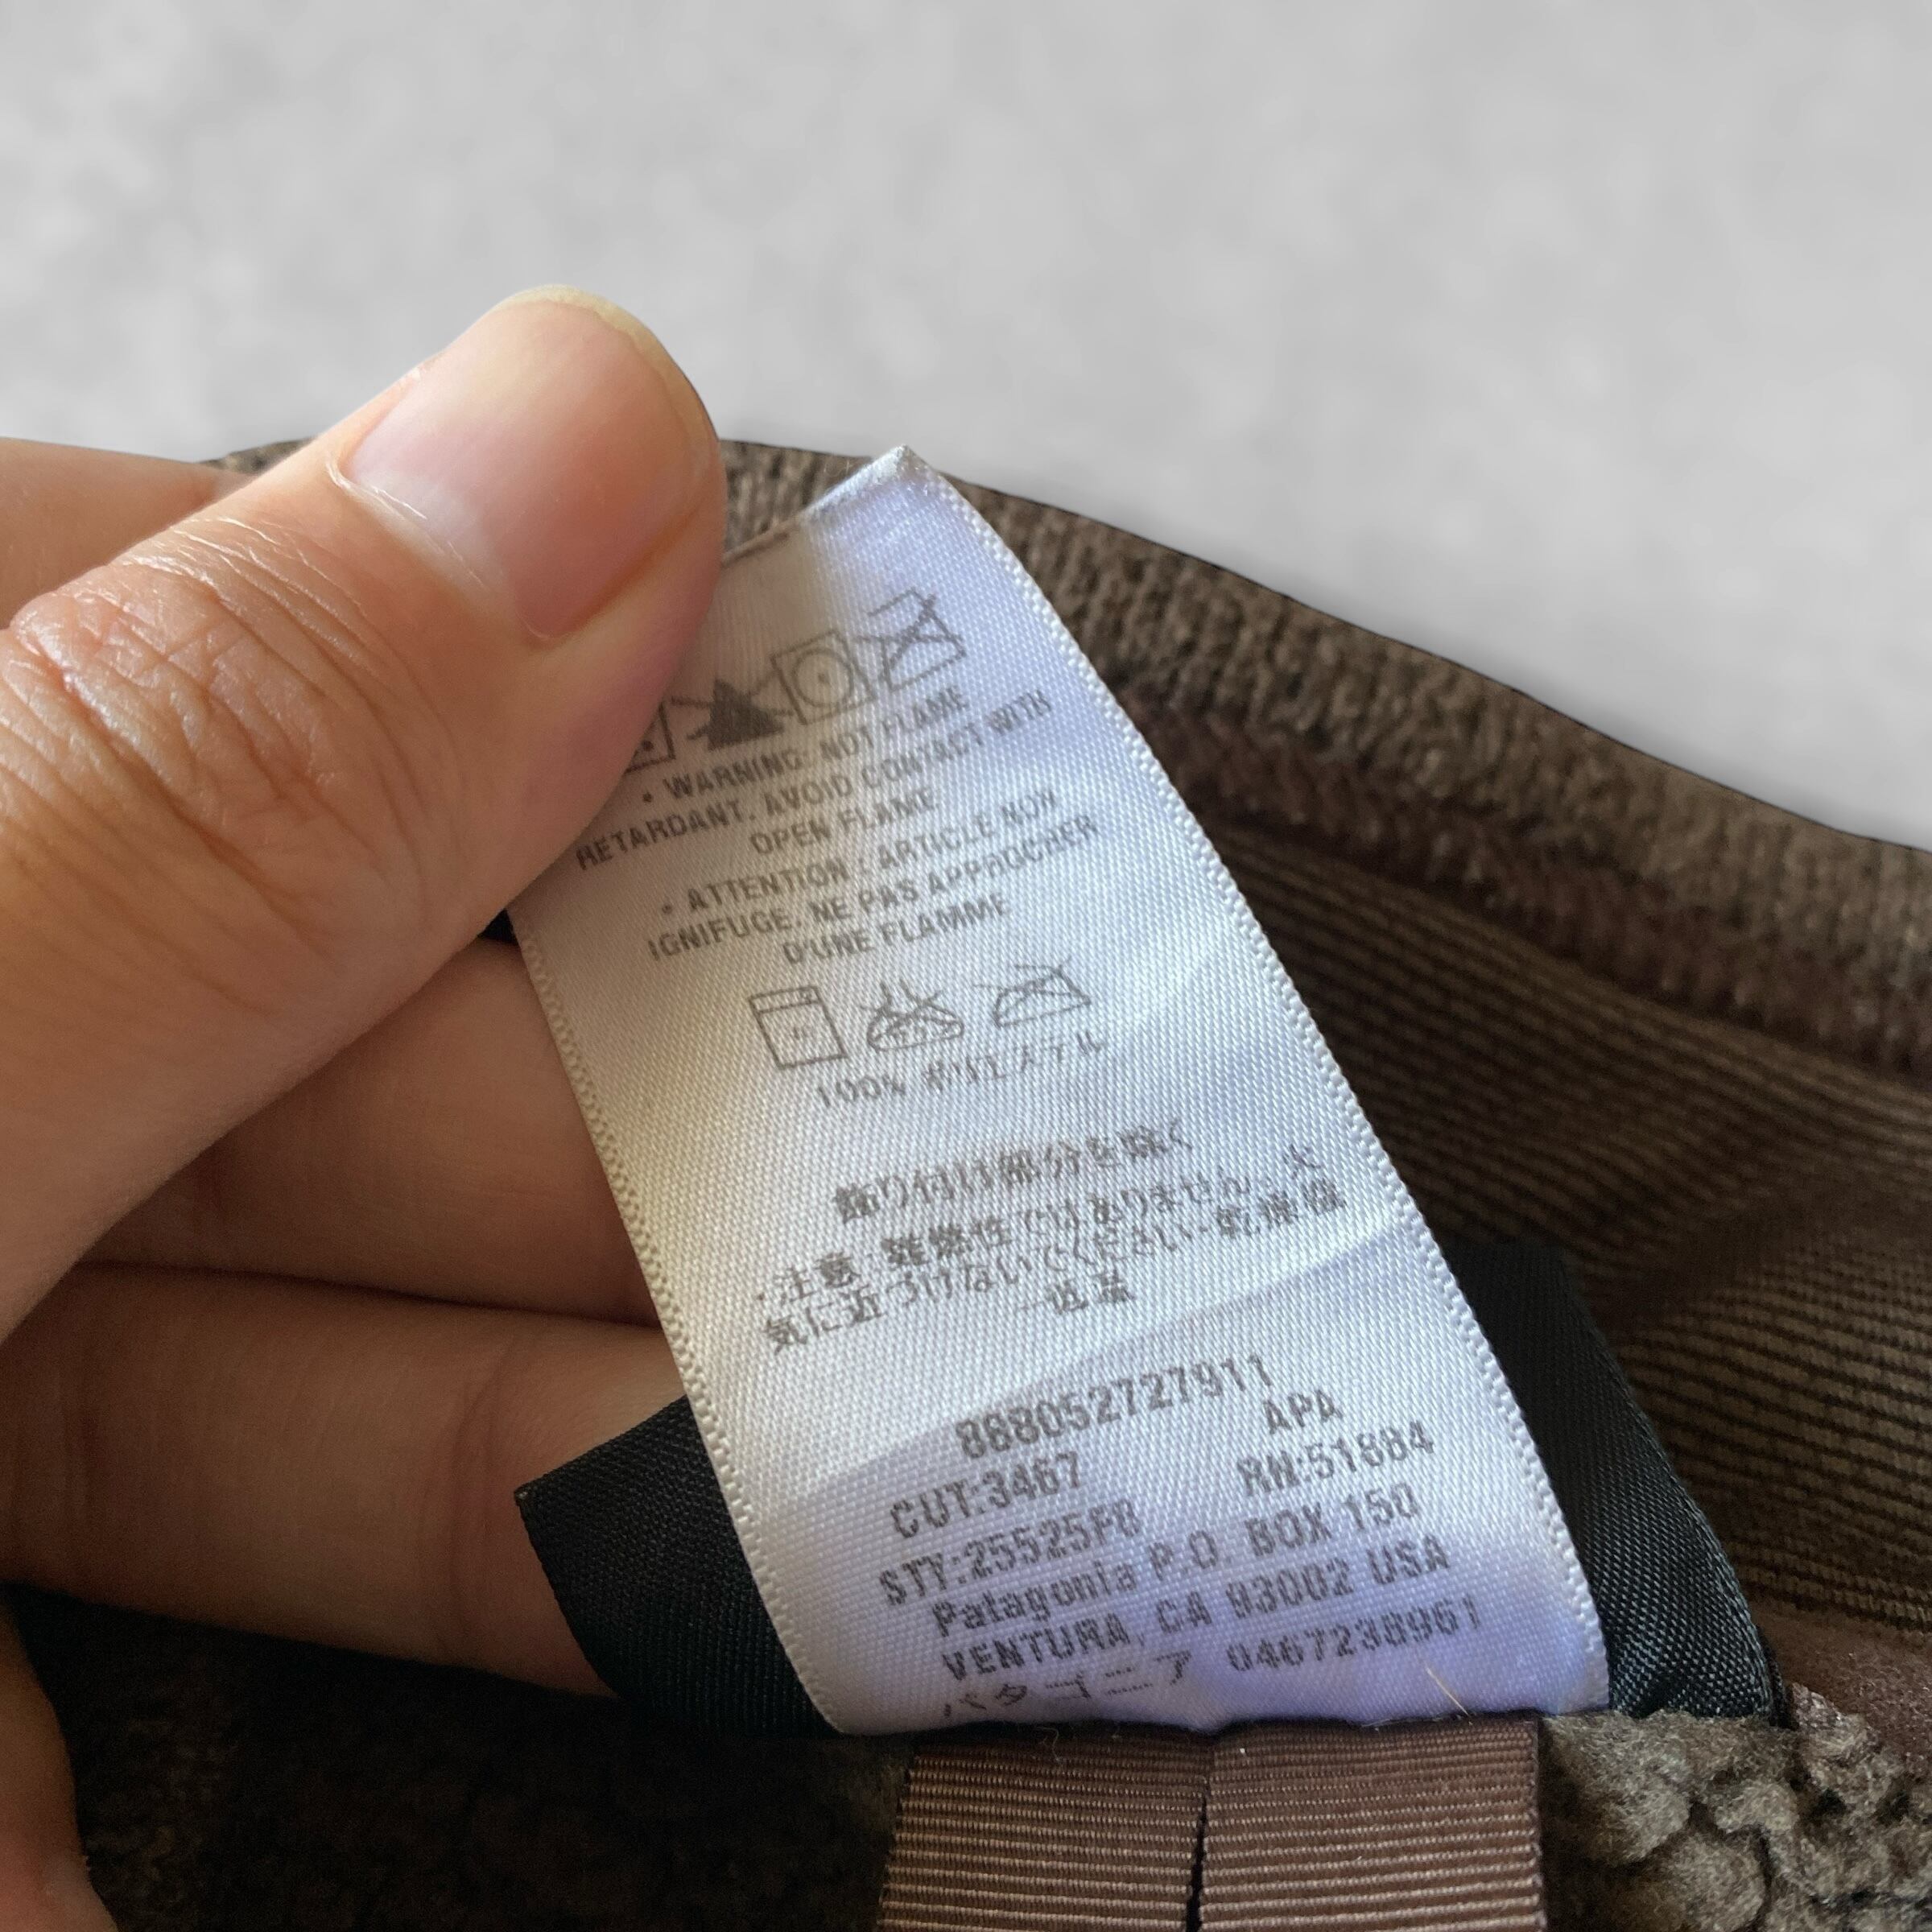 • WARNING: NOT FLAME
RETARDANT. AVOID CONTACT WITH
OPEN FLAME
• ATTENTION : ARTICLE NON
IGNIFUGE. NE PAS APPROCHER
D'UNE FLAMME
100% ポリエステル
飾り付け部分を除く
・注意:難燃性ではありません。火
気に近づけないでください・乾燥機
ー低温
868052727911
CUT:3467 APA
STY:25525F8 RN:51884
Patagonia P.O. BOX 150
VENTURA, CA 93002 USA
パタゴニア 0467238961